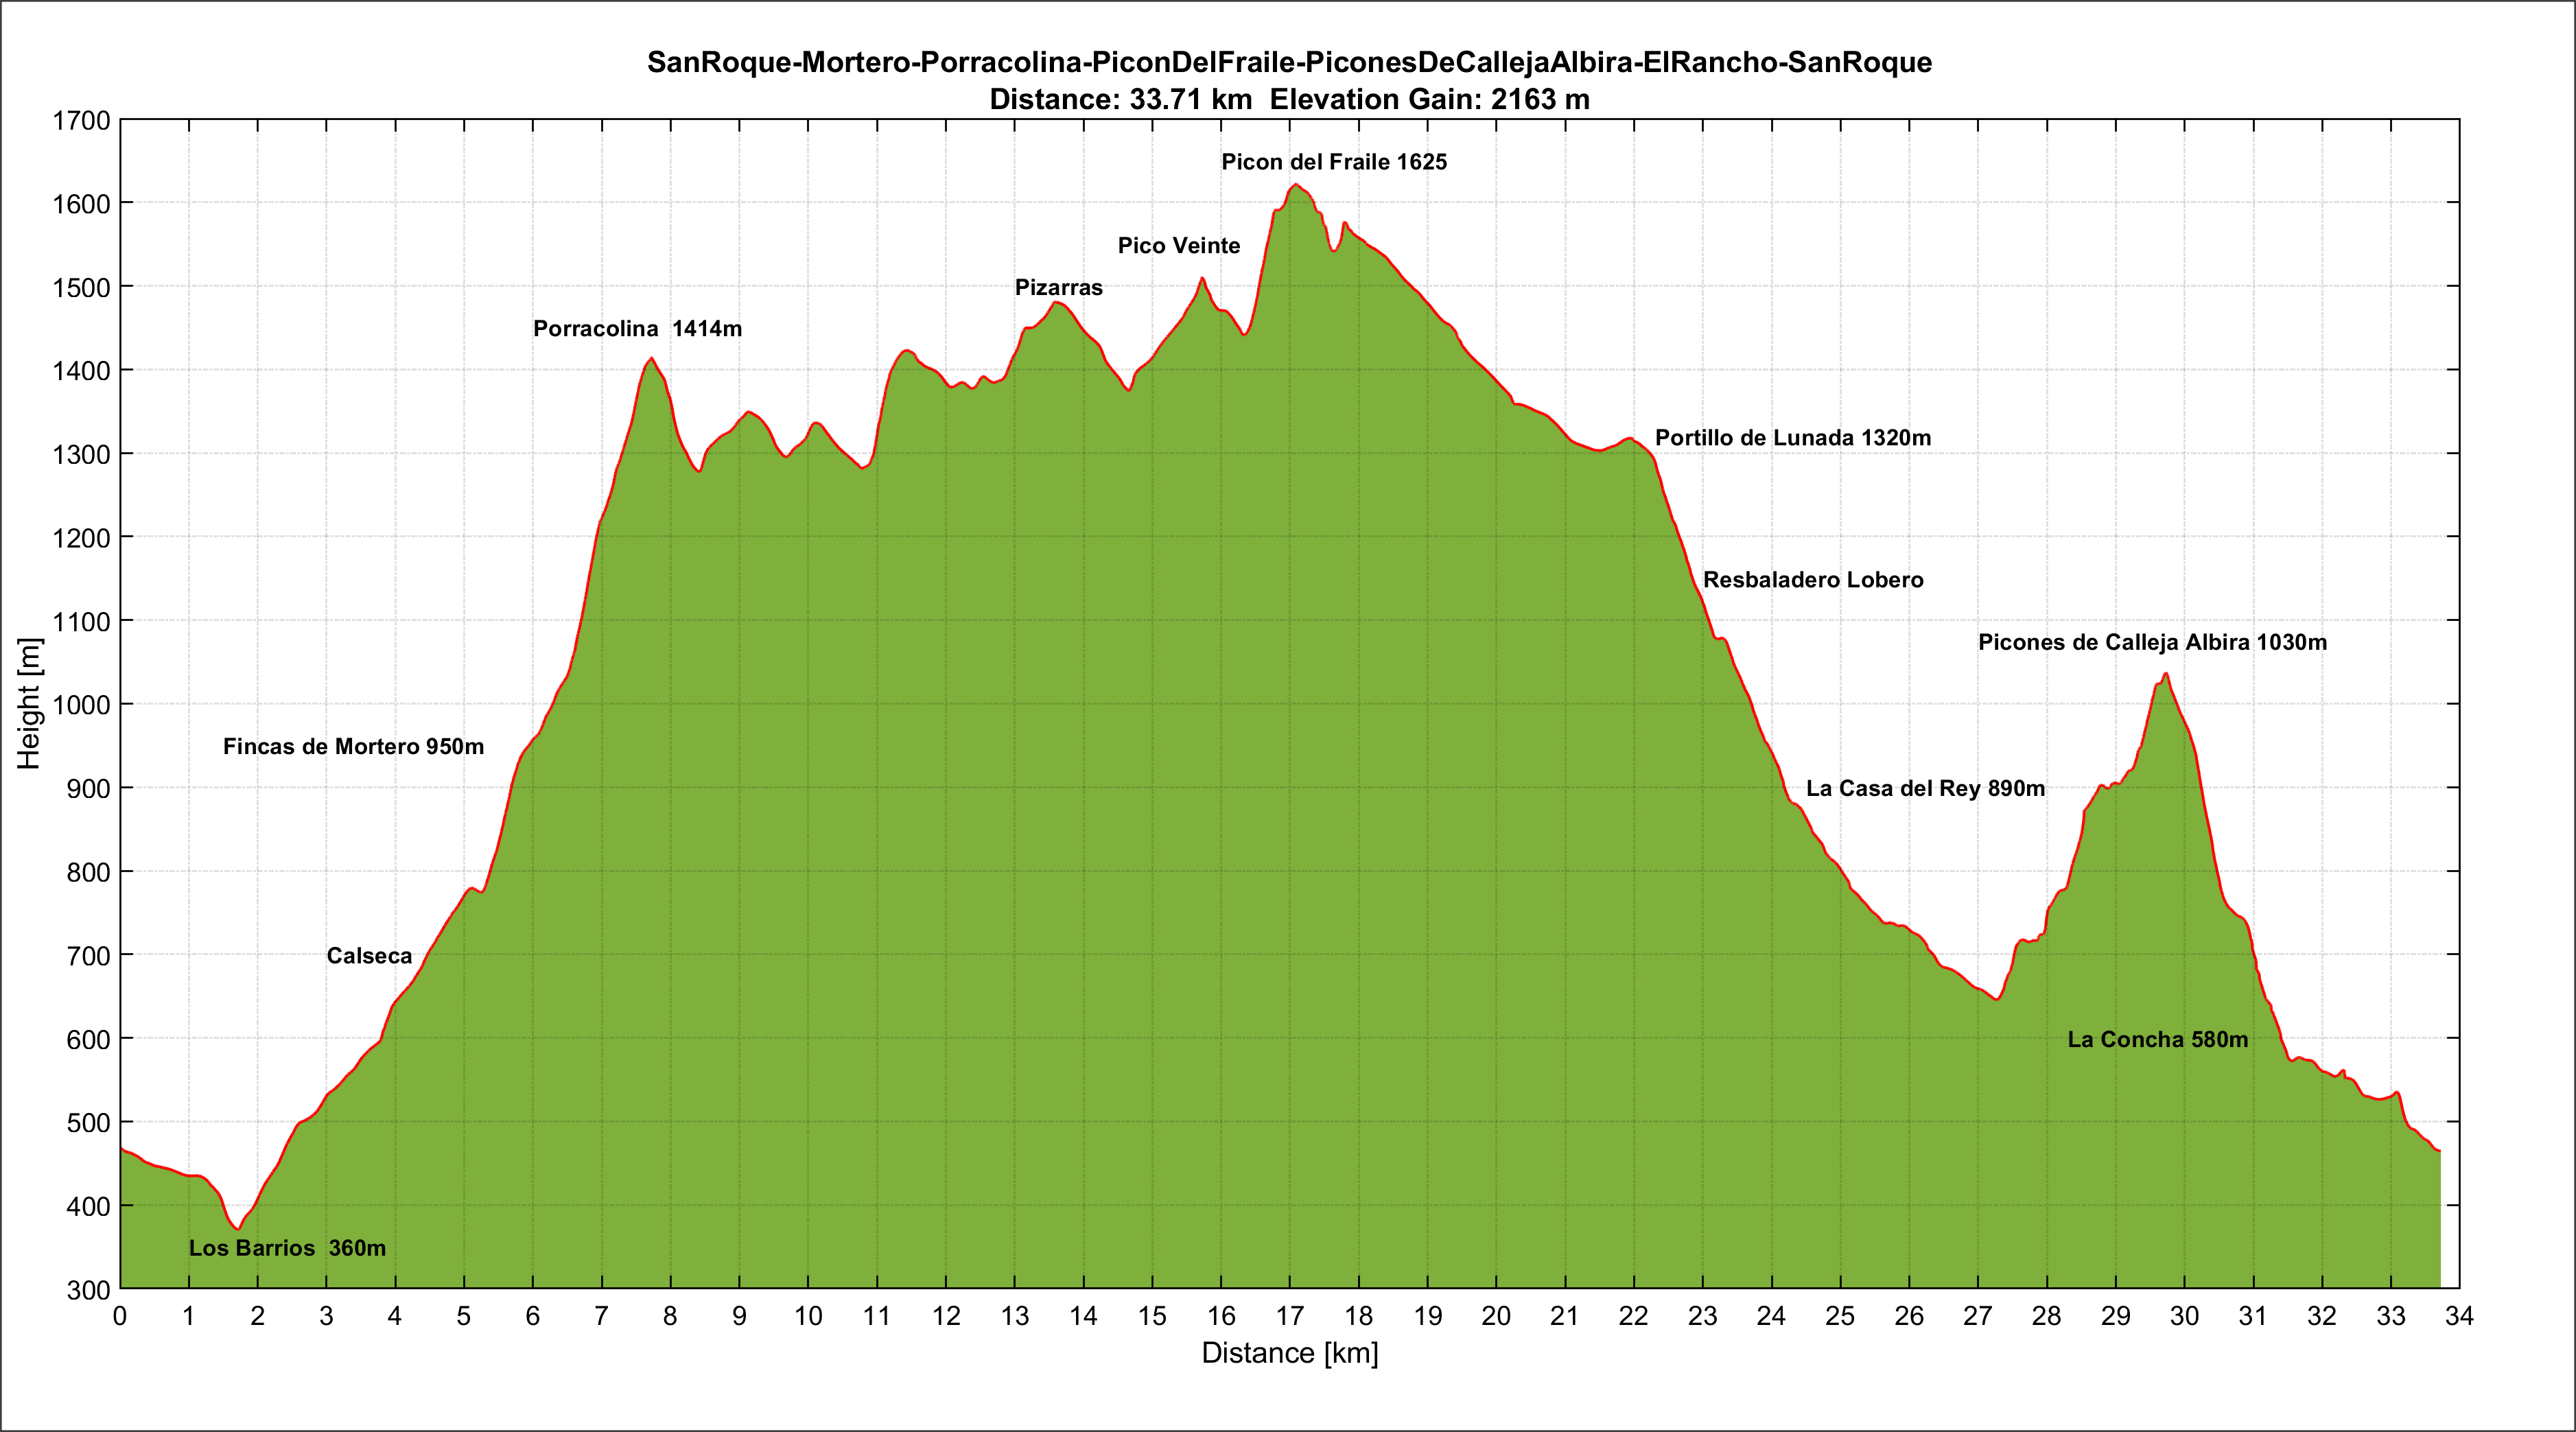 SanRoque-Mortero-Porracolina-PiconDelFraile-PiconesDeCallejaAlbira-ElRancho-SanRoque
Distance: 33.71 km  Elevation Gain: 2163 m
1700
1600
1500
1400
1300
1200
1100
1000
900
800
700
600
500
400
300
Height [m]
Picon del Fraile 1625
Pico Veinte
Pizarras
Porracolina  1414m
Portillo de Lunada 1320m
Resbaladero Lobero
Picones de Calleja Albira 1030m
Fincas de Mortero 950m
La Casa del Rey 890m
Calseca
La Concha 580m
Los Barrios  360m
0 1 2 3 4 5 6 7 8 9 10 11 12 13 14 15 16 17 18 19 20 21 22 23 24 25 26 27 28 29 30 31 32 33 34
Distance [km]